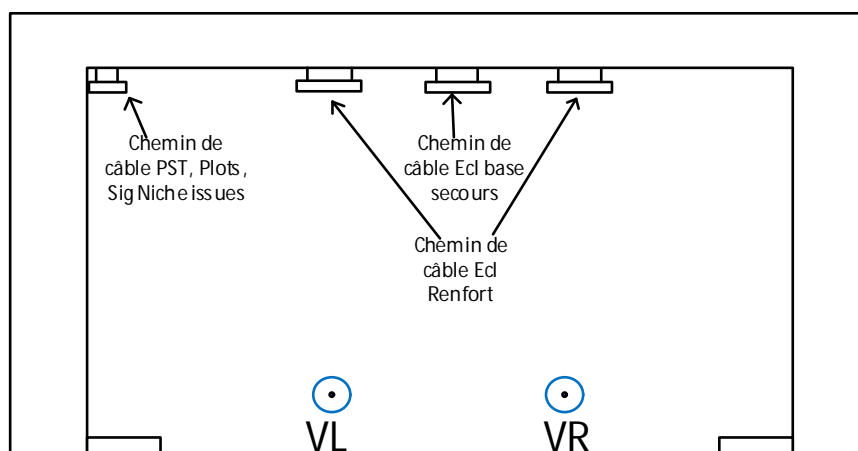 Chemin de
câble PST, Plots,
Sig Niche issues
Chemin de
câble Ecl base
secours
Chemin de
câble Ecl
Renfort
VL
VR